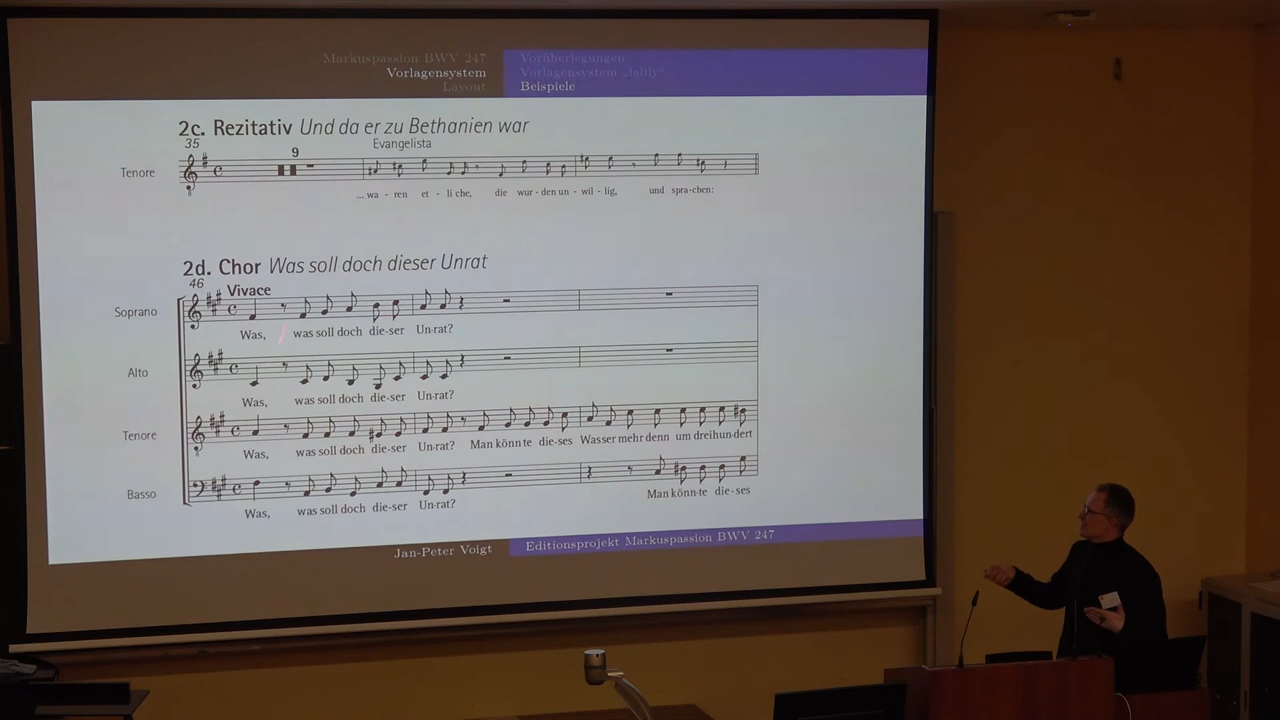 Markuspassion BWV 247
Vorlagensystem
Layout
Vorüberlegungen
Vorlagensystem „lalily“
Beispiele
2c. Rezitativ Und da er zu Bethanien war
35
9
Evangelista
Tenore
... wa - ren et - li che, die wur - den un - wil - lig, und spra-chen:
2d. Chor Was soll doch dieser Unrat
46
Vivace
Soprano
Was, was soll doch die-ser Un-rat?
Alto
Was, was soll doch die-ser Un-rat?
Tenore
Was, was soll doch die-ser Un-rat? Man könn te die-ses Wasser mehr denn um dreihun-dert
Basso
Was, was soll doch die-ser Un-rat? Man könn-te die-ses
Jan-Peter Voigt
Editionsprojekt Markuspassion BWV 247